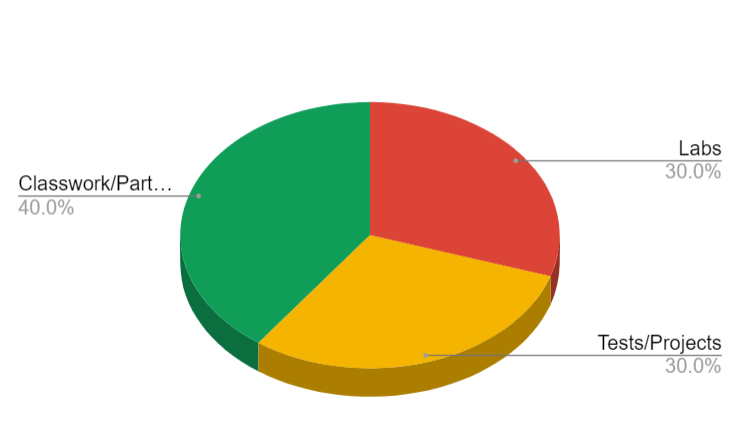 Labs
30.0%
Classwork/Part…
40.0%
Tests/Projects
30.0%